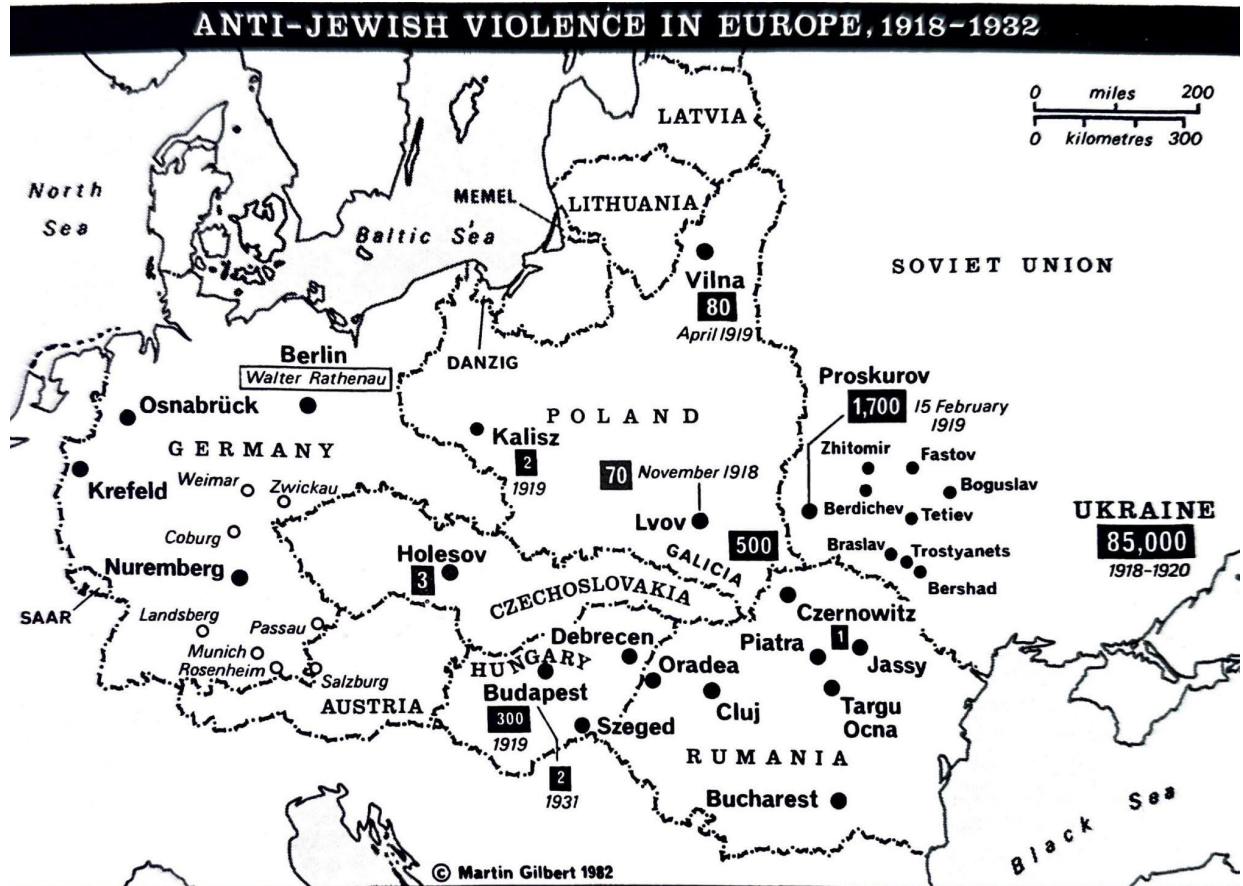 ANTI-JEWISH VIOLENCE IN EUROPE, 1918-1932
0 miles 200
0 kilometres 300
North
Sea
Baltic Sea
MEMEL
LATVIA
LITHUANIA
SOVIET UNION
Vilna
80
April 1919
DANZIG
Berlin
Walter Rathenau
Osnabrück
GERMANY
Krefeld
Weimar
Zwickau
Coburg
Nuremberg
SAAR
Landsberg
Passau
Munich
Rosenheim
Salzburg
AUSTRIA
POLAND
Kalisz
2
1919
70
November 1918
Lvov
500
GALICIA
Proskurov
1,700
15 February
1919
Zhitomir
Fastov
Boguslav
Berdichev
Tetiev
Braslav
Trostyanets
Bershad
UKRAINE
85,000
1918-1920
Holesov
3
CZECHOSLOVAKIA
HUNGARY
Debrecen
Budapest
300
1919
2
1931
Szeged
Oradea
Cluj
Czernowitz
1
Piatra
Jassy
Targu
Ocna
RUMANIA
Bucharest
Black Sea
© Martin Gilbert 1982